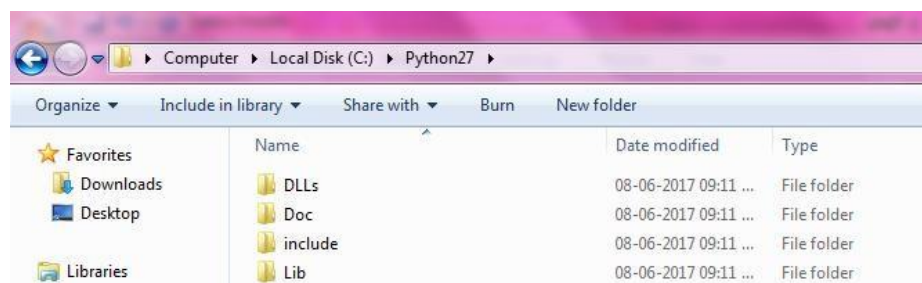 Computer ▸ Local Disk (C:) ▸ Python27 ▸
Organize ▾ Include in library ▾ Share with ▾ Burn New folder
Favorites
Downloads
Desktop
Libraries
Name Date modified Type
DLLs 08-06-2017 09:11 ... File folder
Doc 08-06-2017 09:11 ... File folder
include 08-06-2017 09:11 ... File folder
Lib 08-06-2017 09:11 ... File folder